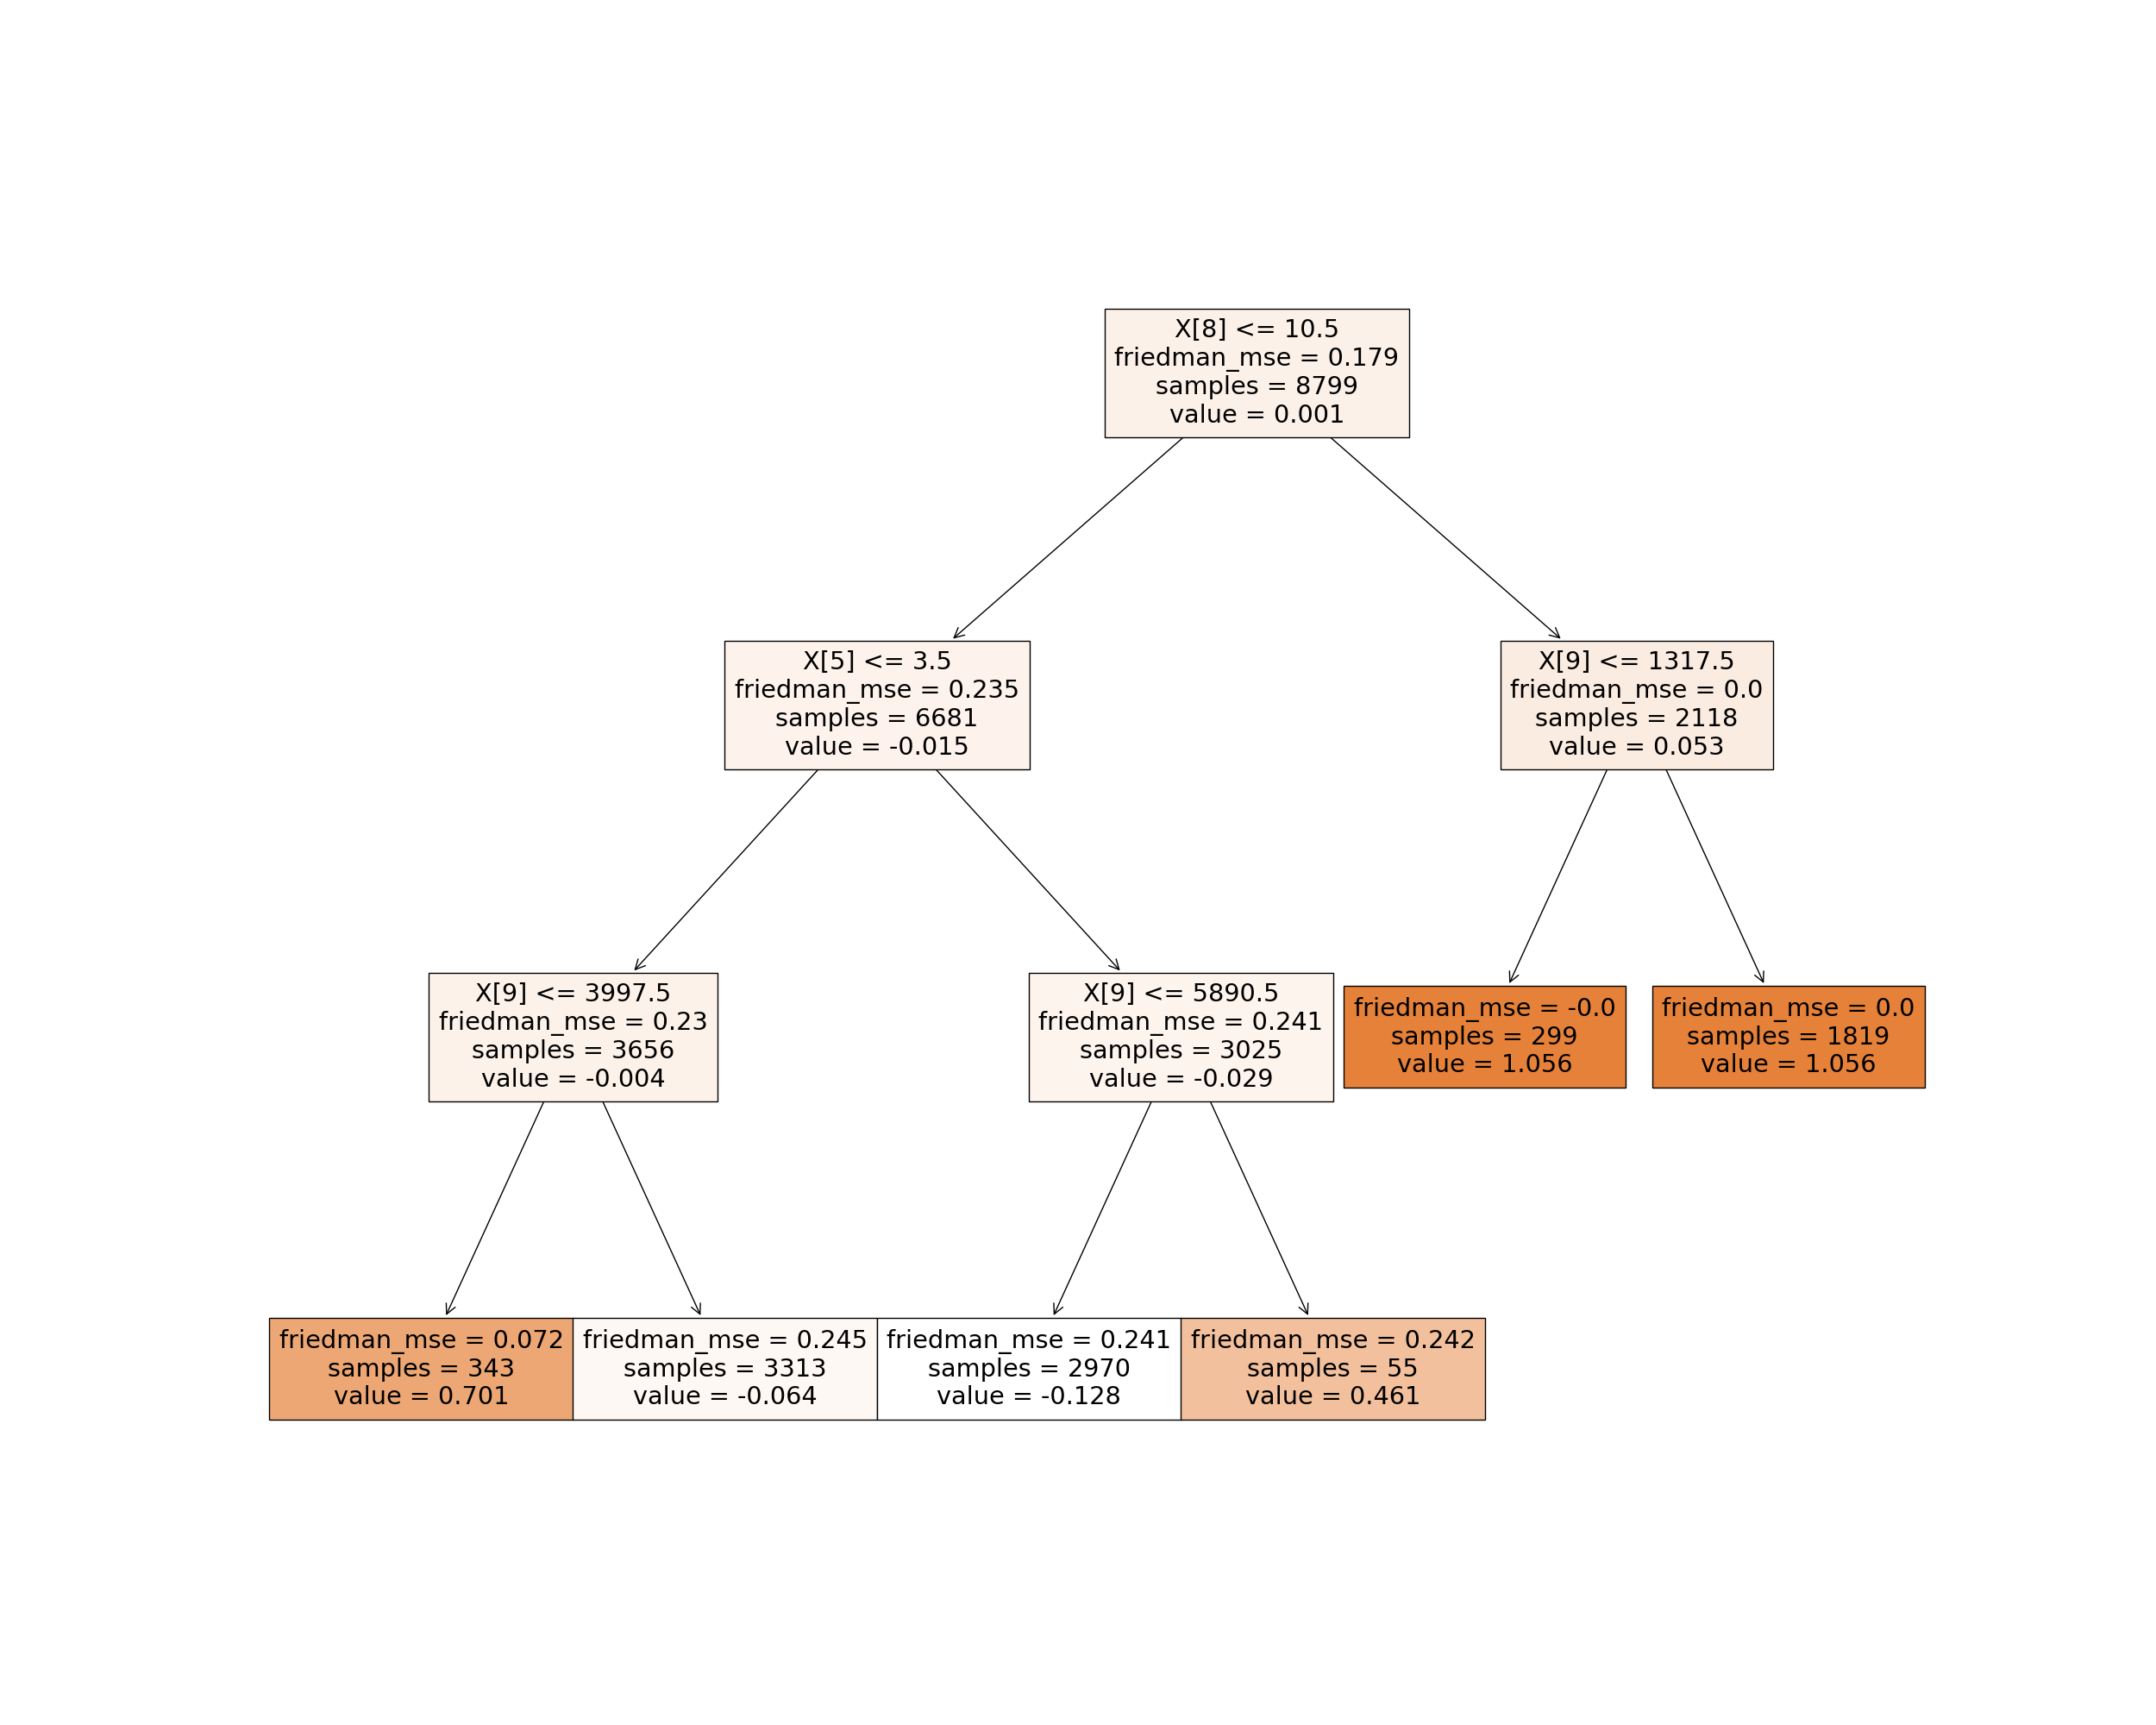 X[8] <= 10.5
friedman_mse = 0.179
samples = 8799
value = 0.001
X[5] <= 3.5
friedman_mse = 0.235
samples = 6681
value = -0.015
X[9] <= 1317.5
friedman_mse = 0.0
samples = 2118
value = 0.053
X[9] <= 3997.5
friedman_mse = 0.23
samples = 3656
value = -0.004
X[9] <= 5890.5
friedman_mse = 0.241
samples = 3025
value = -0.029
friedman_mse = -0.0
samples = 299
value = 1.056
friedman_mse = 0.0
samples = 1819
value = 1.056
friedman_mse = 0.072
samples = 343
value = 0.701
friedman_mse = 0.245
samples = 3313
value = -0.064
friedman_mse = 0.241
samples = 2970
value = -0.128
friedman_mse = 0.242
samples = 55
value = 0.461